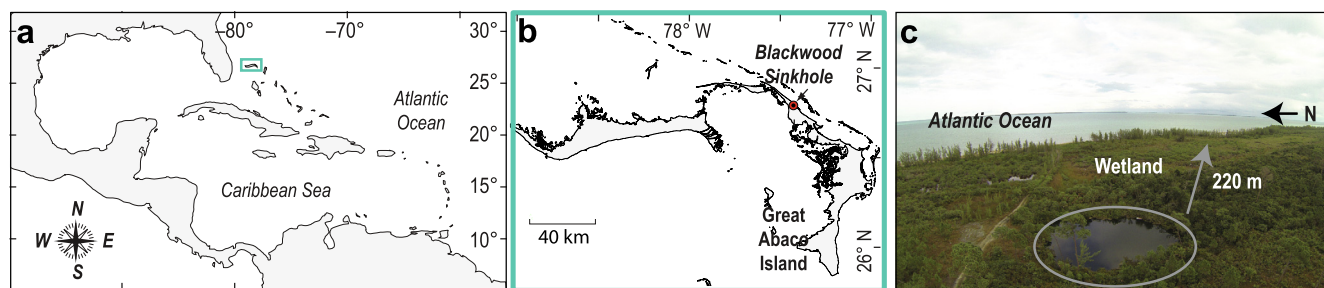 a
−80° −70°
30°
25°
20°
15°
10°
Atlantic
Ocean
Caribbean Sea
N
W E
S
b
78° W 77° W
Blackwood
Sinkhole
27° N
26° N
40 km
Great
Abaco
Island
c
Atlantic Ocean
N
Wetland
220 m